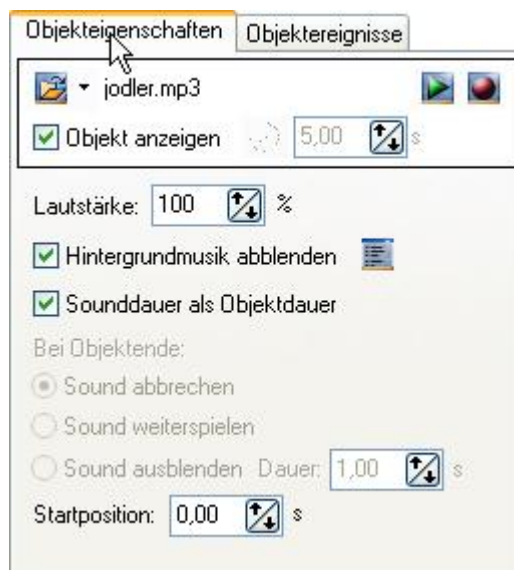 Objekteigenschaften Objektereignisse
jodler.mp3
Objekt anzeigen 5,00 s
Lautstärke: 100 %
Hintergrundmusik abblenden
Sounddauer als Objektdauer
Bei Objektende:
Sound abbrechen
Sound weiterspielen
Sound ausblenden Dauer: 1,00 s
Startposition: 0,00 s